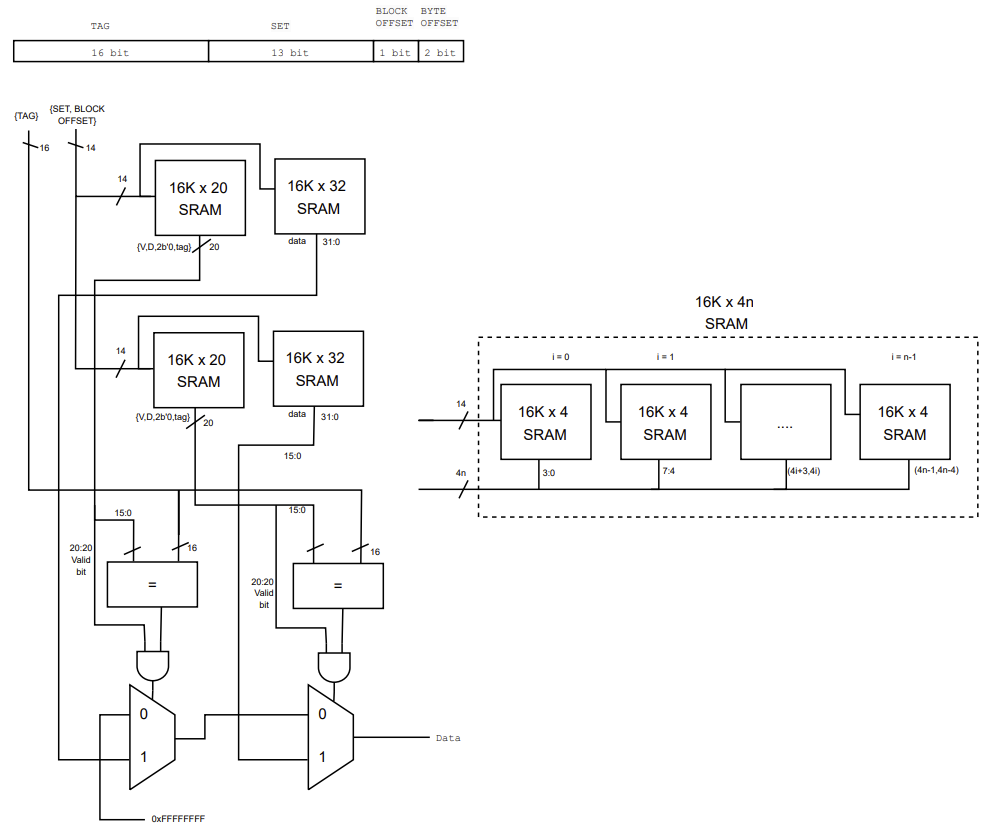 TAG
SET
BLOCK
OFFSET
BYTE
OFFSET
16 bit
13 bit
1 bit
2 bit
{TAG}
{SET, BLOCK
OFFSET}
16
14
14
16K x 20
SRAM
16K x 32
SRAM
{V,D,2b'0,tag}
20
data
31:0
14
16K x 20
SRAM
16K x 32
SRAM
{V,D,2b'0,tag}
20
data
31:0
15:0
15:0
15:0
16
16
20:20
Valid
bit
=
20:20
Valid
bit
=
0
1
0
1
Data
0xFFFFFFFF
16K x 4n
SRAM
i = 0
i = 1
i = n-1
14
16K x 4
SRAM
16K x 4
SRAM
....
16K x 4
SRAM
4n
3:0
7:4
(4i+3,4i)
(4n-1,4n-4)